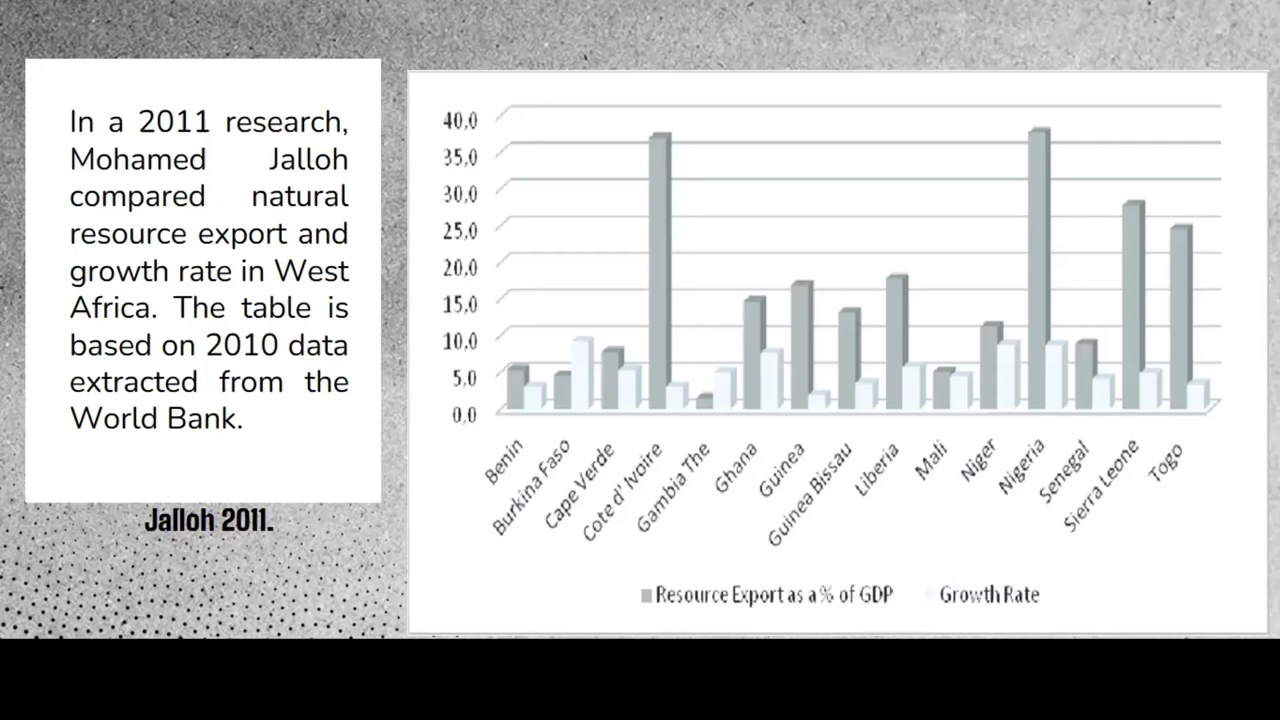 In a 2011 research,
Mohamed Jalloh
compared natural
resource export and
growth rate in West
Africa. The table is
based on 2010 data
extracted from the
World Bank.
Jalloh 2011.
40,0
35,0
30,0
25,0
20,0
15,0
10,0
5,0
0,0
Benin
Burkina Faso
Cape Verde
Cote d' Ivoire
Gambia The
Ghana
Guinea
Guinea Bissau
Liberia
Mali
Niger
Nigeria
Senegal
Sierra Leone
Togo
Resource Export as a % of GDP
Growth Rate